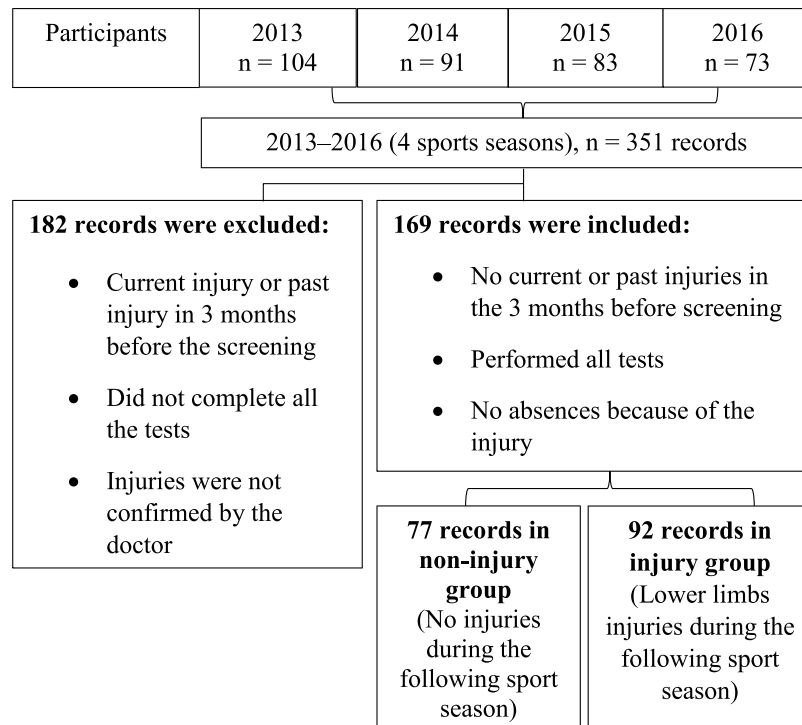 Participants
2013
n = 104
2014
n = 91
2015
n = 83
2016
n = 73
2013–2016 (4 sports seasons), n = 351 records
182 records were excluded:
• Current injury or past
injury in 3 months
before the screening
• Did not complete all
the tests
• Injuries were not
confirmed by the
doctor
169 records were included:
• No current or past injuries in
the 3 months before screening
• Performed all tests
• No absences because of the
injury
77 records in
non-injury
group
(No injuries
during the
following sport
season)
92 records in
injury group
(Lower limbs
injuries during the
following sport
season)